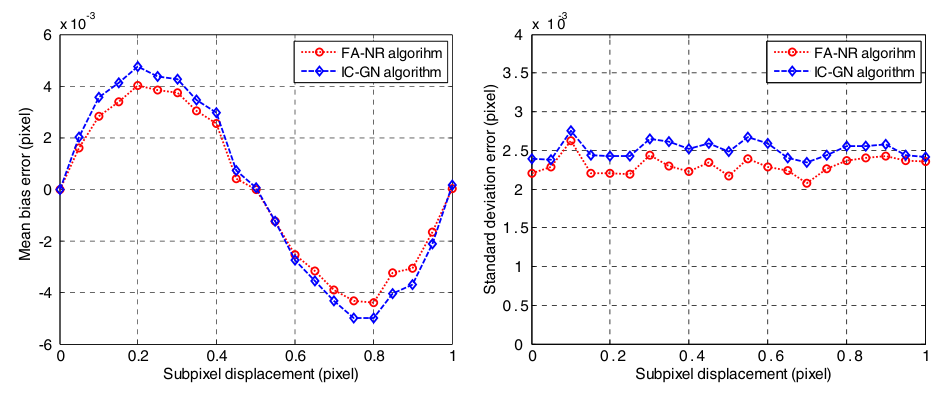 x 10^-3
6
4
2
0
-2
-4
-6
0
0.2
0.4
0.6
0.8
1
Mean bias error (pixel)
Subpixel displacement (pixel)
FA-NR algorihm
IC-GN algorithm
x 10^-3
4
3.5
3
2.5
2
1.5
1
0.5
0
0
0.2
0.4
0.6
0.8
1
Standard deviation error (pixel)
Subpixel displacement (pixel)
FA-NR algorihm
IC-GN algorithm